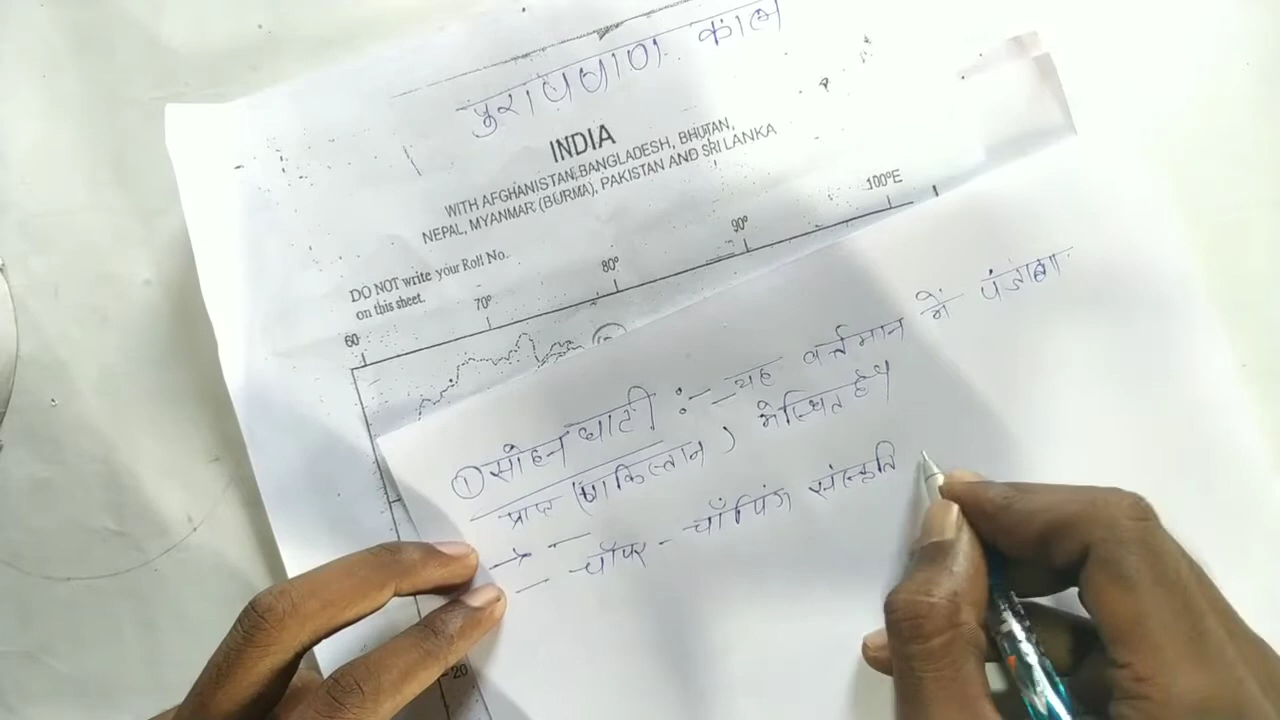 पुरापाषाण काल
INDIA
WITH AFGHANISTAN, BANGLADESH, BHUTAN,
NEPAL, MYANMAR (BURMA), PAKISTAN AND SRI LANKA
DO NOT write your Roll No.
on this sheet.
60 70° 80° 90° 100°E
① सोहन घाटी :- यह वर्त्तमान में पंजाब
प्रान्त (पाकिस्तान) में स्थित है।
→ चॉपर - चॉपिंग संस्कृति
20